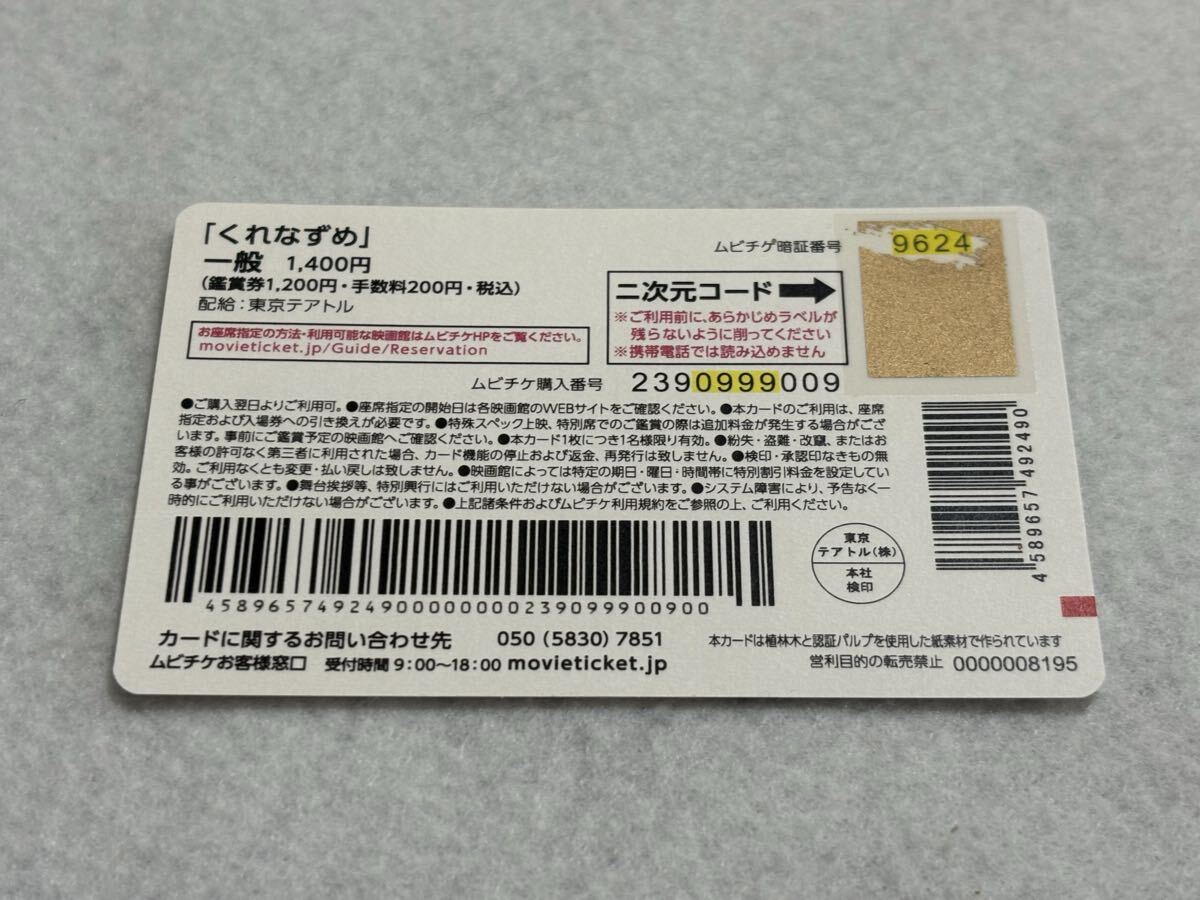 「くれなずめ」
一般 1,400円
(鑑賞券1,200円・手数料200円・税込)
配給：東京テアトル
お座席指定の方法・利用可能な映画館はムビチケHPをご覧ください。
movieticket.jp/Guide/Reservation
ムビチケ暗証番号
9624
二次元コード
※ご利用前に、あらかじめラベルが
残らないように削ってください
※携帯電話では読み込めません
ムビチケ購入番号 2390999009
●ご購入翌日よりご利用可。●座席指定の開始日は各映画館のWEBサイトをご確認ください。●本カードのご利用は、座席
指定および入場券への引き換えが必要です。●特殊スペック上映、特別席でのご鑑賞の際は追加料金が発生する場合がござ
います。事前にご鑑賞予定の映画館へご確認ください。●本カード1枚につき1名様限り有効。●紛失・盗難・改竄、またはお
客様の許可なく第三者に利用された場合、カード機能の停止および返金、再発行は致しません。●検印・承認印なきもの無
効。ご利用なくとも変更・払い戻しは致しません。●映画館によっては特定の期日・曜日・時間帯に特別割引料金を設定してい
る事がございます。●舞台挨拶等、特別興行にはご利用いただけない場合がございます。●システム障害により、予告なく一
時的にご利用いただけない場合がございます。●上記諸条件およびムビチケ利用規約をご参照の上、ご利用ください。
4589657492490
4589657492490000000023909990​0900
東京
テアトル(株)
本社
検印
カードに関するお問い合わせ先 050（5830）7851
ムビチケお客様窓口 受付時間 9:00〜18:00 movieticket.jp
本カードは植林木と認証パルプを使用した紙素材で作られています
営利目的の転売禁止 0000008195